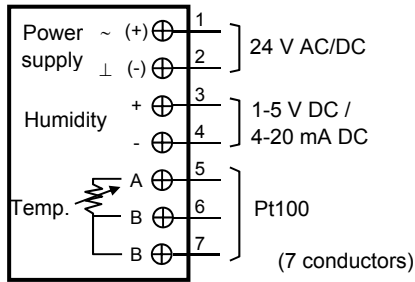 Power ~ (+) 1
supply ⊥ (-) 2
24 V AC/DC
Humidity + 3
- 4
1-5 V DC /
4-20 mA DC
Temp. A 5
B 6
B 7
Pt100
(7 conductors)